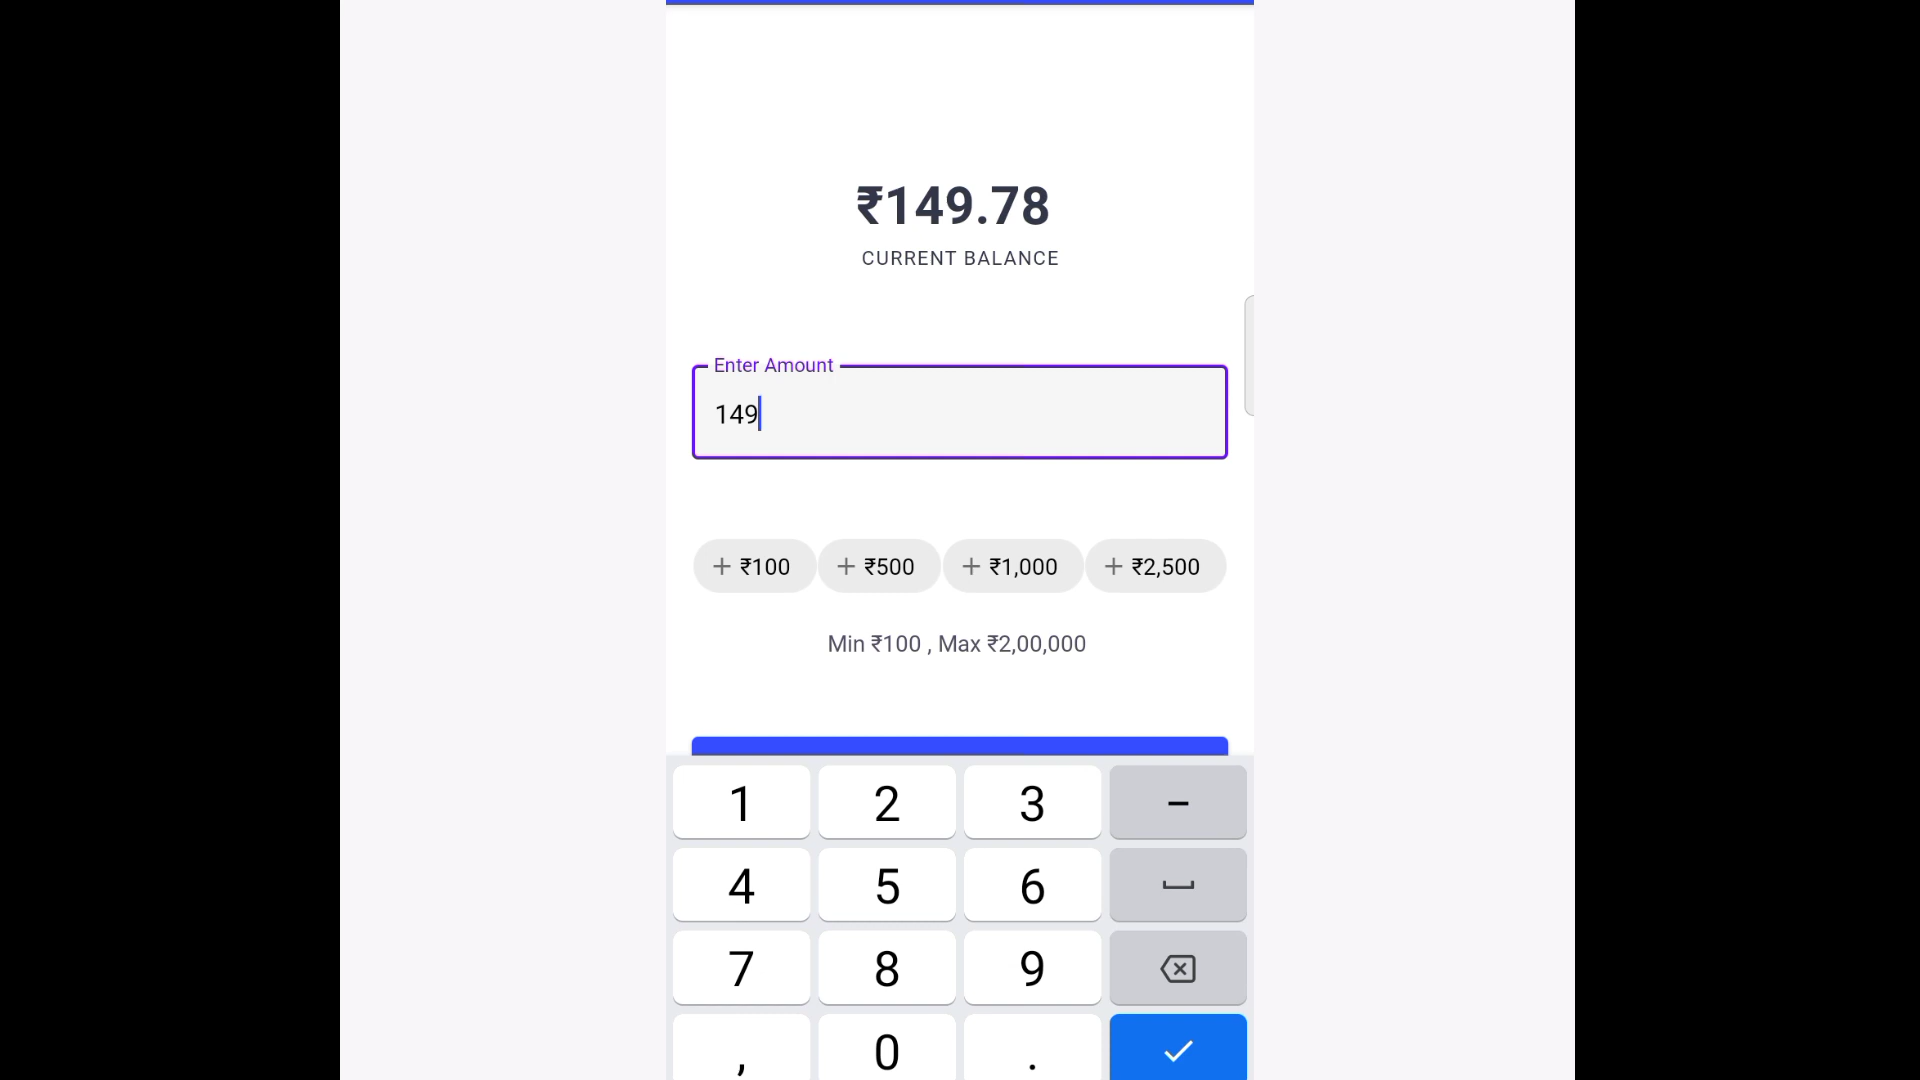 ₹149.78
CURRENT BALANCE
Enter Amount
149
+ ₹100 + ₹500 + ₹1,000 + ₹2,500
Min ₹100 , Max ₹2,00,000
1 2 3 –
4 5 6
7 8 9
, 0 .